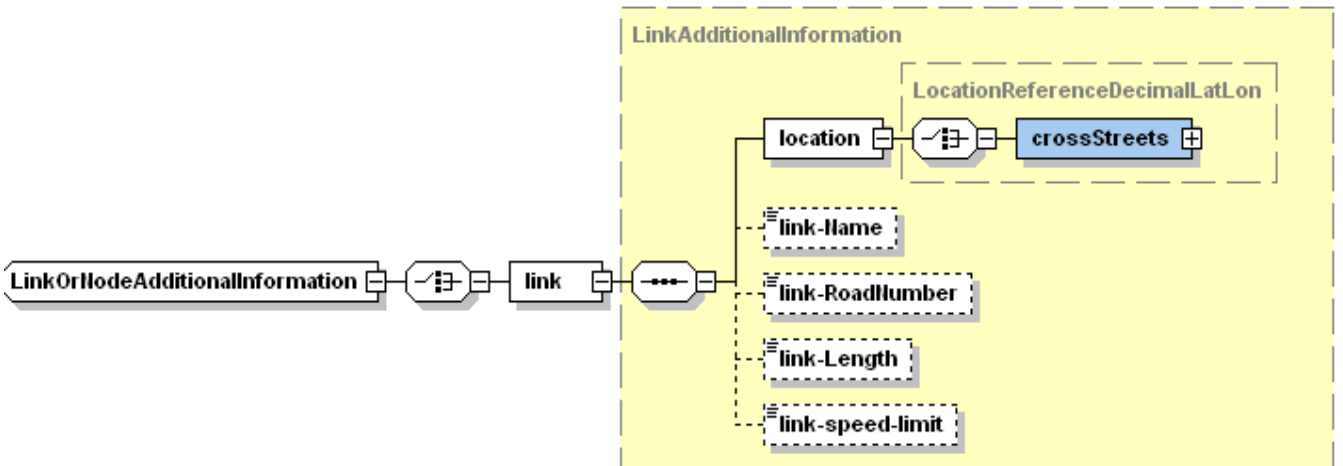 LinkAdditionalInformation
LocationReferenceDecimalLatLon
location
crossStreets
link-Name
LinkOrNodeAdditionalInformation
link
link-RoadNumber
link-Length
link-speed-limit